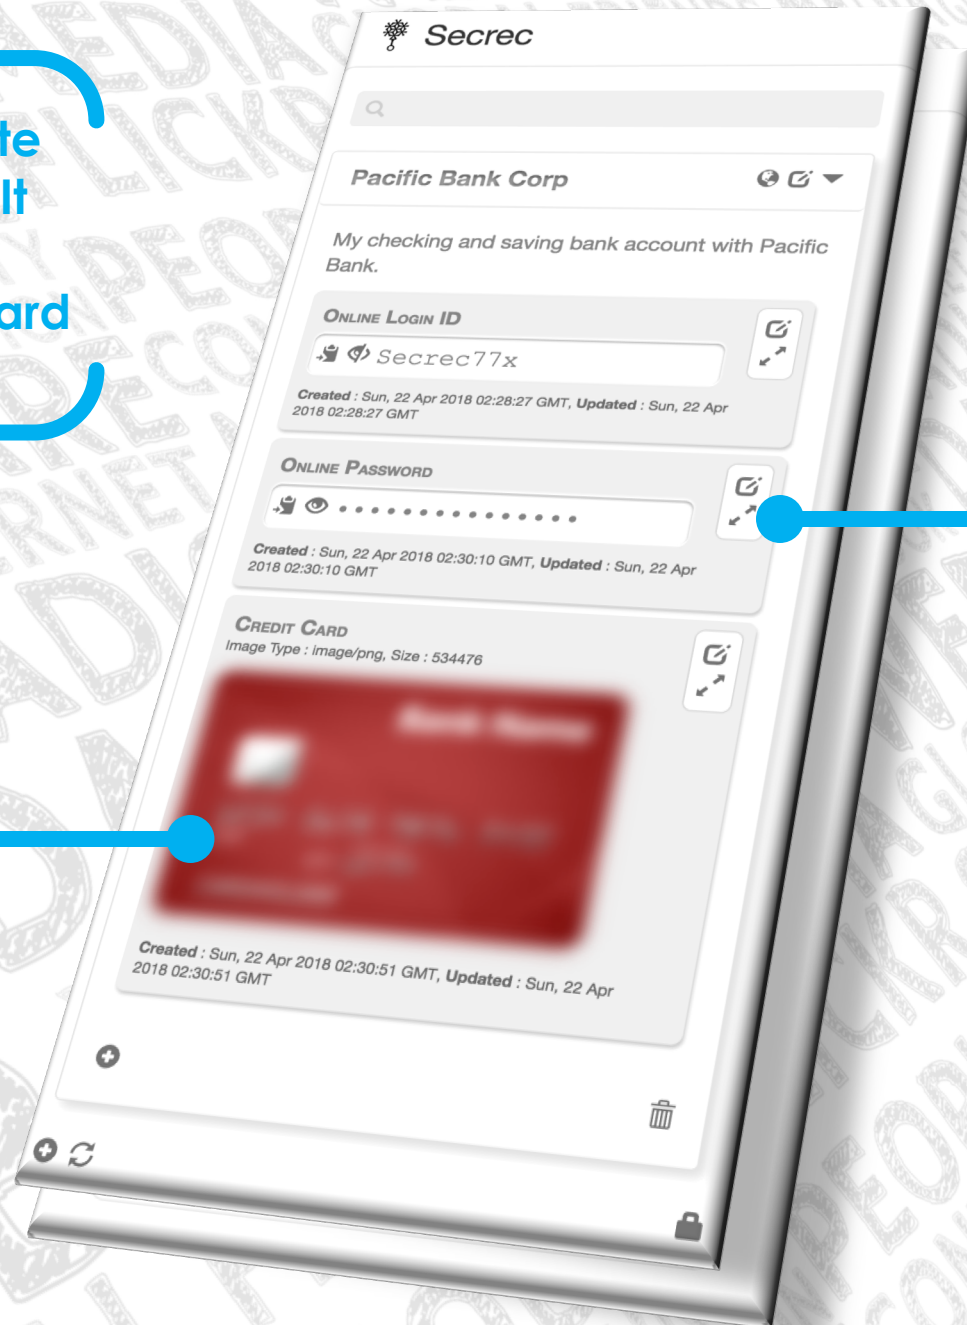 Secrec
te
lt
ard
Pacific Bank Corp
My checking and saving bank account with Pacific
Bank.
ONLINE LOGIN ID
Secrec77x
Created : Sun, 22 Apr 2018 02:28:27 GMT, Updated : Sun, 22 Apr
2018 02:28:27 GMT
ONLINE PASSWORD
Created : Sun, 22 Apr 2018 02:30:10 GMT, Updated : Sun, 22 Apr
2018 02:30:10 GMT
CREDIT CARD
Image Type : image/png, Size : 534476
Bank Name
Created : Sun, 22 Apr 2018 02:30:51 GMT, Updated : Sun, 22 Apr
2018 02:30:51 GMT